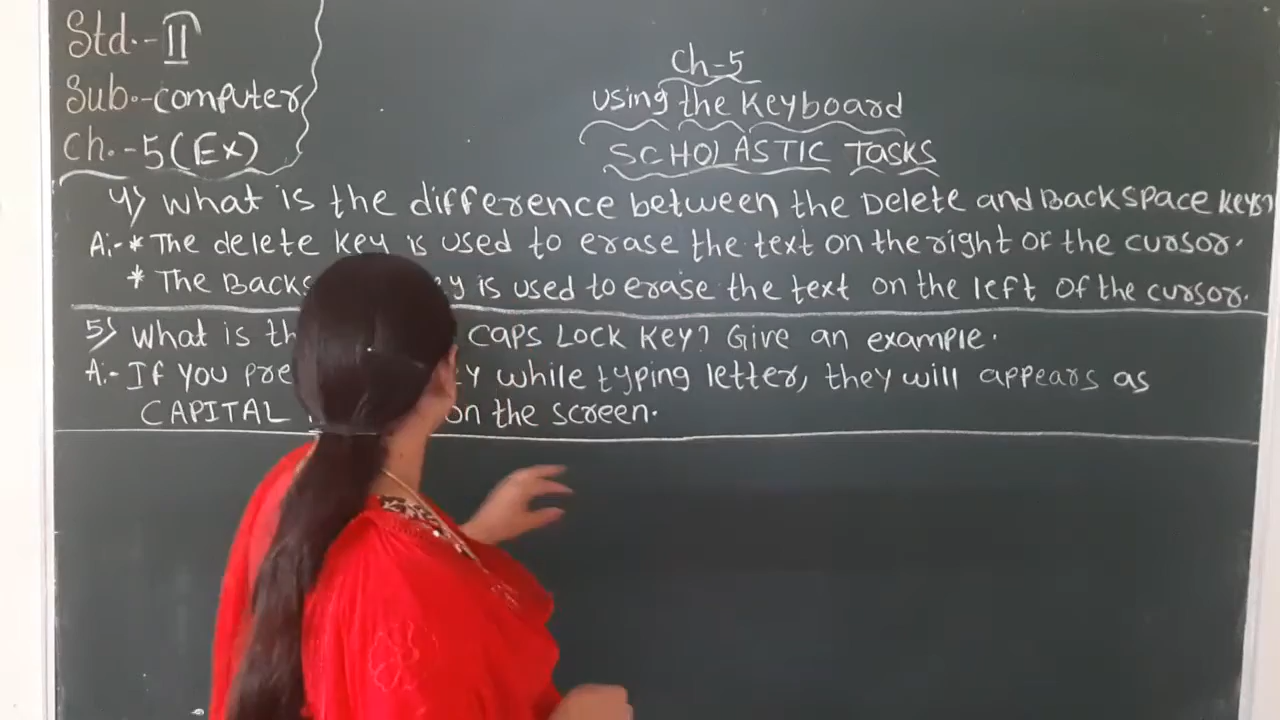 Std.-II
Sub.-computer
Ch.-5(Ex)
Ch-5
Using the Keyboard
SCHOLASTIC TASKS
4) What is the difference between the Delete and Backspace keys?
A:-* The delete key is used to erase the text on the right of the cursor.
* The is used to erase the text on the left of the cursor.
5) What is CAPS LOCK key? Give an example.
A:- If you while typing letter, they will appears as
CAPITAL on the screen.